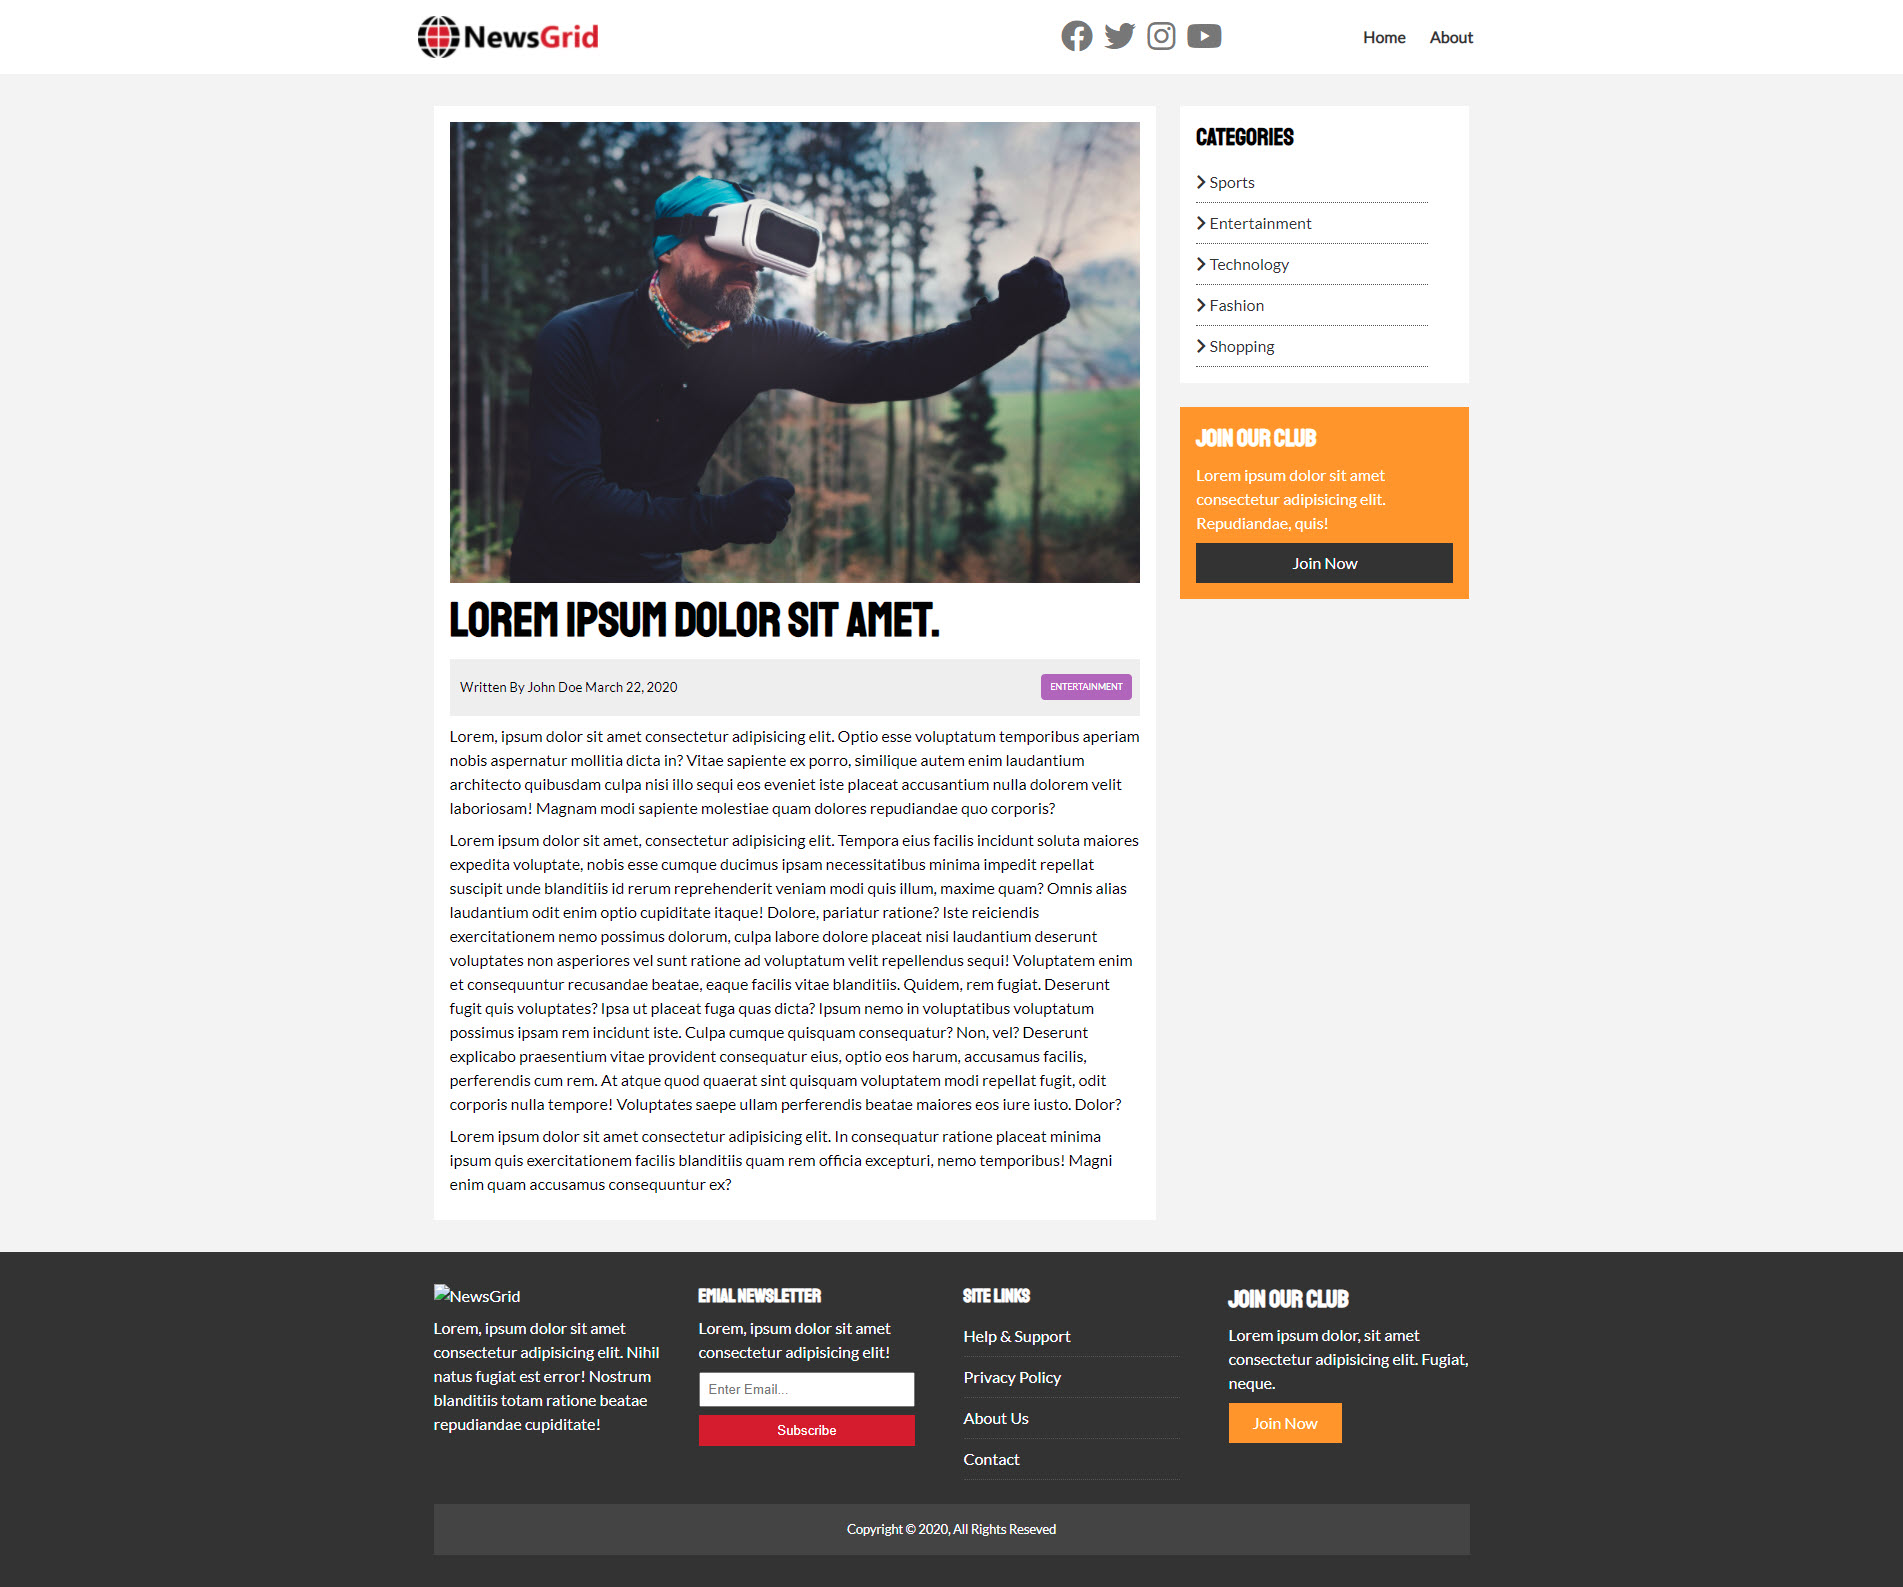 NewsGrid
Home About
CATEGORIES
Sports
Entertainment
Technology
Fashion
Shopping
JOIN OUR CLUB
Lorem ipsum dolor sit amet
consectetur adipisicing elit.
Repudiandae, quis!
Join Now
LOREM IPSUM DOLOR SIT AMET.
Written By John Doe March 22, 2020
ENTERTAINMENT
Lorem, ipsum dolor sit amet consectetur adipisicing elit. Optio esse voluptatum temporibus aperiam
nobis aspernatur mollitia dicta in? Vitae sapiente ex porro, similique autem enim laudantium
architecto quibusdam culpa nisi illo sequi eos eveniet iste placeat accusantium nulla dolorem velit
laboriosam! Magnam modi sapiente molestiae quam dolores repudiandae quo corporis?
Lorem ipsum dolor sit amet, consectetur adipisicing elit. Tempora eius facilis incidunt soluta maiores
expedita voluptate, nobis esse cumque ducimus ipsam necessitatibus minima impedit repellat
suscipit unde blanditiis id rerum reprehenderit veniam modi quis illum, maxime quam? Omnis alias
laudantium odit enim optio cupiditate itaque! Dolore, pariatur ratione? Iste reiciendis
exercitationem nemo possimus dolorum, culpa labore dolore placeat nisi laudantium deserunt
voluptates non asperiores vel sunt ratione ad voluptatum velit repellendus sequi! Voluptatem enim
et consequuntur recusandae beatae, eaque facilis vitae blanditiis. Quidem, rem fugiat. Deserunt
fugit quis voluptates? Ipsa ut placeat fuga quas dicta? Ipsum nemo in voluptatibus voluptatum
possimus ipsam rem incidunt iste. Culpa cumque quisquam consequatur? Non, vel? Deserunt
explicabo praesentium vitae provident consequatur eius, optio eos harum, accusamus facilis,
perferendis cum rem. At atque quod quaerat sint quisquam voluptatem modi repellat fugit, odit
corporis nulla tempore! Voluptates saepe ullam perferendis beatae maiores eos iure iusto. Dolor?
Lorem ipsum dolor sit amet consectetur adipisicing elit. In consequatur ratione placeat minima
ipsum quis exercitationem facilis blanditiis quam rem officia excepturi, nemo temporibus! Magni
enim quam accusamus consequuntur ex?
NewsGrid
Lorem, ipsum dolor sit amet
consectetur adipisicing elit. Nihil
natus fugiat est error! Nostrum
blanditiis totam ratione beatae
repudiandae cupiditate!
EMIAL NEWSLETTER
Lorem, ipsum dolor sit amet
consectetur adipisicing elit!
Enter Email...
Subscribe
SITE LINKS
Help & Support
Privacy Policy
About Us
Contact
JOIN OUR CLUB
Lorem ipsum dolor, sit amet
consectetur adipisicing elit. Fugiat,
neque.
Join Now
Copyright © 2020, All Rights Reseved